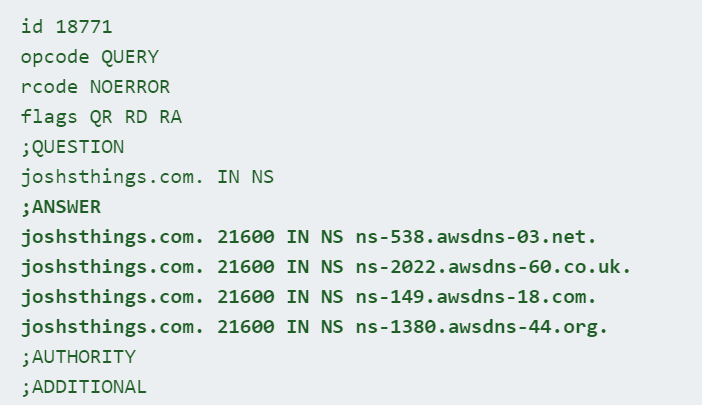 id 18771
opcode QUERY
rcode NOERROR
flags QR RD RA
;QUESTION
joshsthings.com. IN NS
;ANSWER
joshsthings.com. 21600 IN NS ns-538.awsdns-03.net.
joshsthings.com. 21600 IN NS ns-2022.awsdns-60.co.uk.
joshsthings.com. 21600 IN NS ns-149.awsdns-18.com.
joshsthings.com. 21600 IN NS ns-1380.awsdns-44.org.
;AUTHORITY
;ADDITIONAL